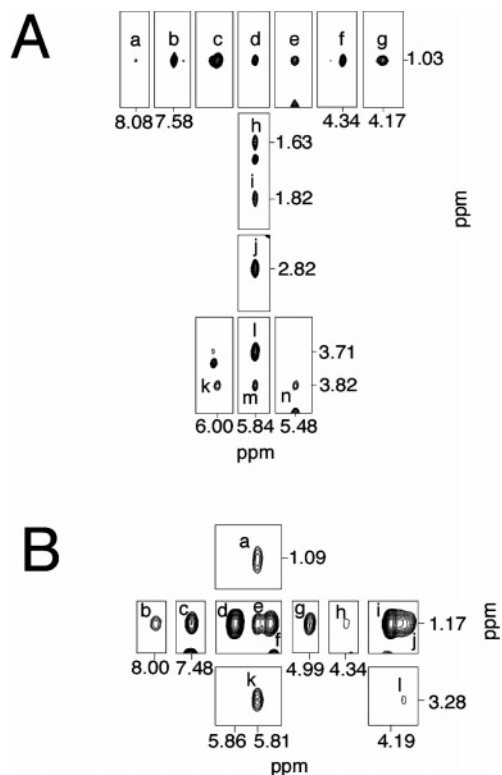 A
a b c d e f g
1.03
8.08 7.58 4.34 4.17
h
1.63
i
1.82
ppm
j
2.82
l
3.71
k m n
3.82
6.00 5.84 5.48
ppm
B
a
1.09
b c d e f g h i j
1.17
8.00 7.48 4.99 4.34
ppm
k l
3.28
5.86 5.81 4.19
ppm